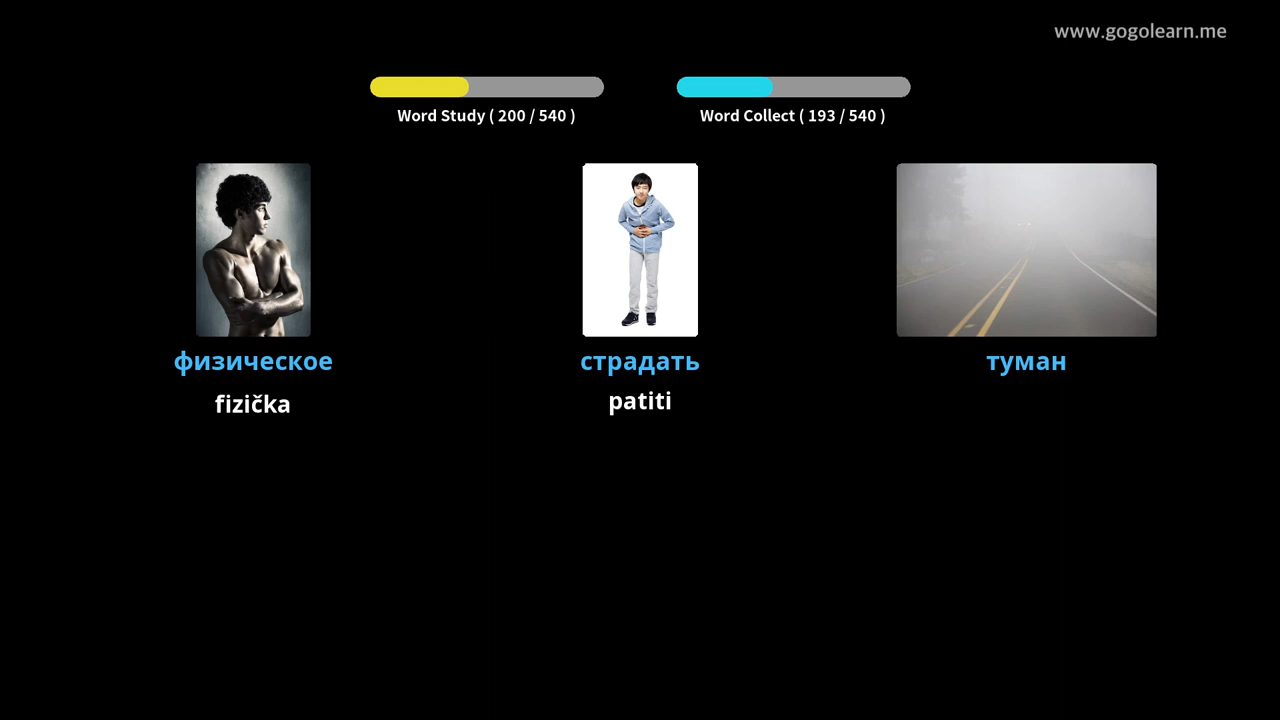 www.gogolearn.me
Word Study ( 200 / 540 )
Word Collect ( 193 / 540 )
физическое
страдать
туман
fizička
patiti